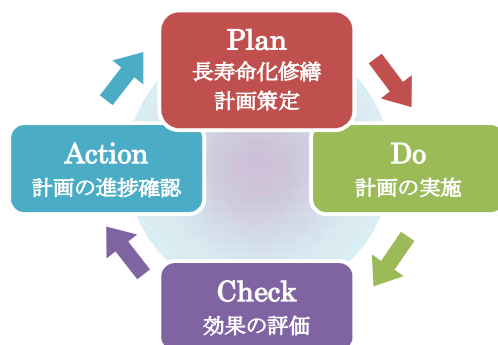 Plan
長寿命化修繕
計画策定
Do
計画の実施
Check
効果の評価
Action
計画の進捗確認